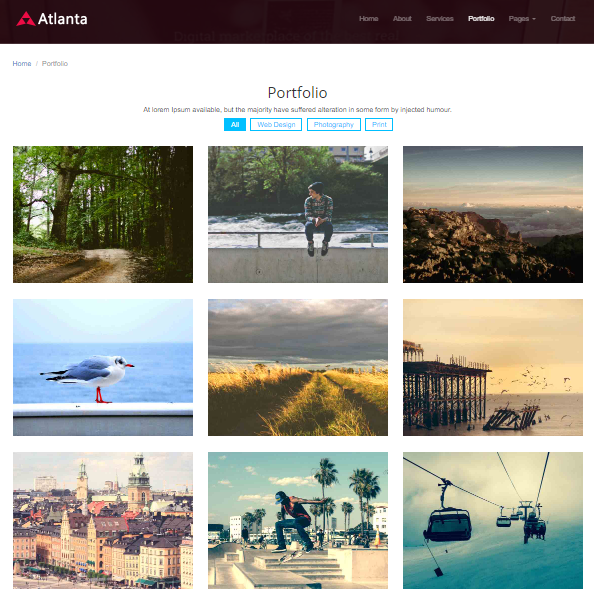 Atlanta
Home About Services Portfolio Pages Contact
Home / Portfolio
Portfolio
At lorem Ipsum available, but the majority have suffered alteration in some form by injected humour.
All Web Design Photography Print